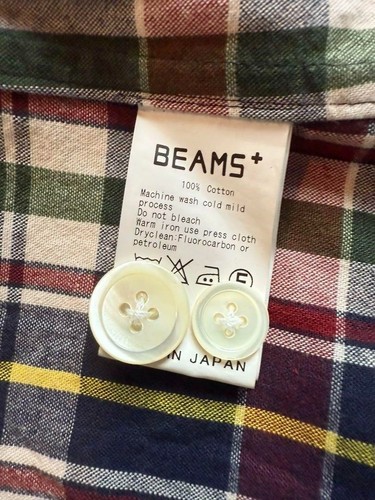 BEAMS+
100% Cotton
Machine wash cold mild
process
Do not bleach
Warm iron use press cloth
Dryclean:Fluorocarbon or
petroleum
F
IN JAPAN